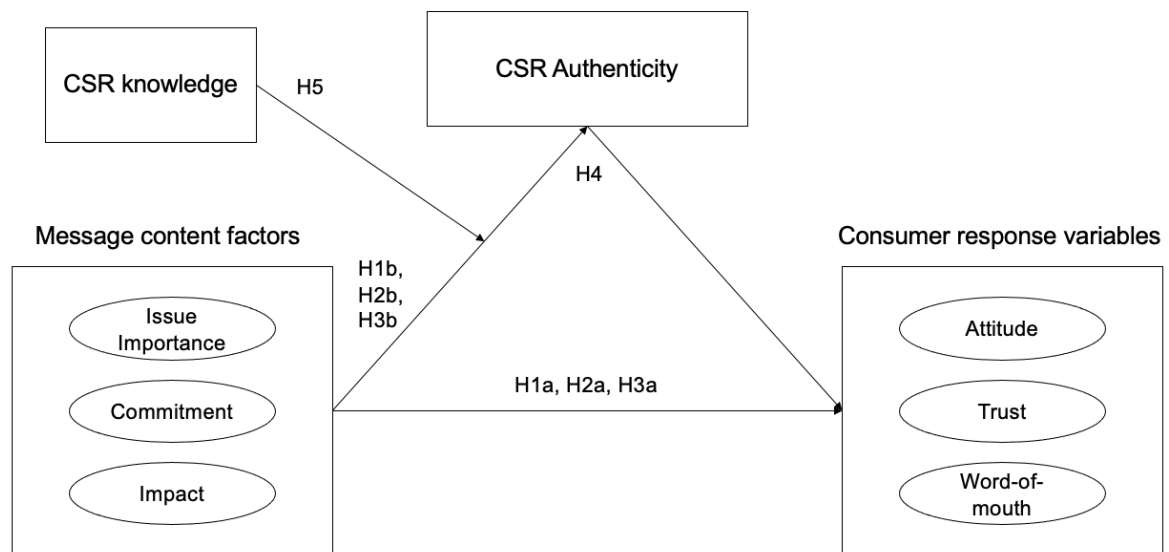 CSR Authenticity
CSR knowledge
H5
H4
Message content factors
Consumer response variables
H1b,
H2b,
H3b
Issue
Importance
Commitment
Impact
H1a, H2a, H3a
Attitude
Trust
Word-of-
mouth